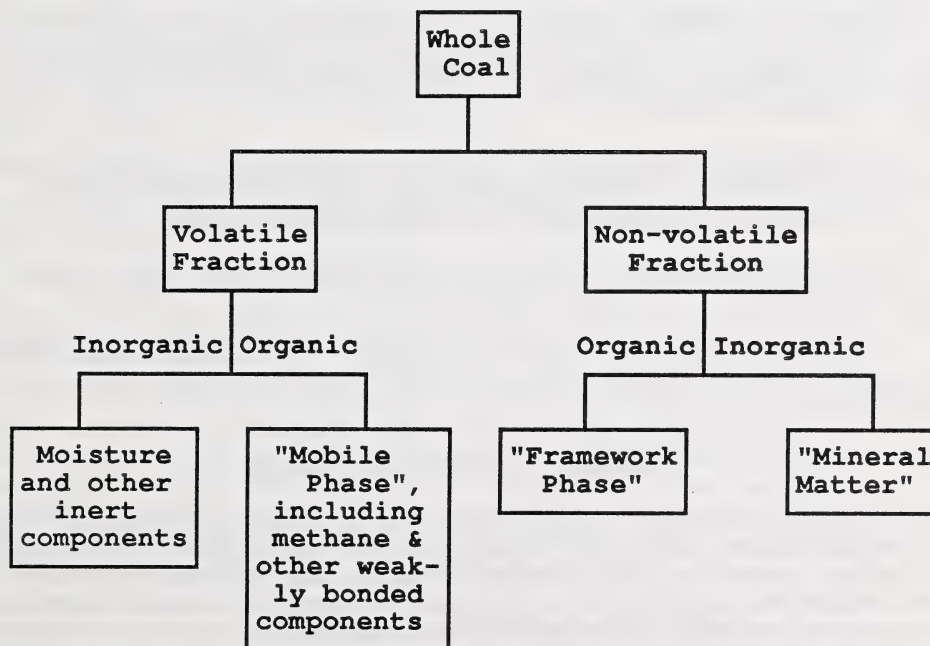 Whole
Coal
Volatile
Fraction
Non-volatile
Fraction
Inorganic Organic
Organic Inorganic
Moisture
and other
inert
components
"Mobile
Phase",
including
methane &
other weak-
ly bonded
components
"Framework
Phase"
"Mineral
Matter"